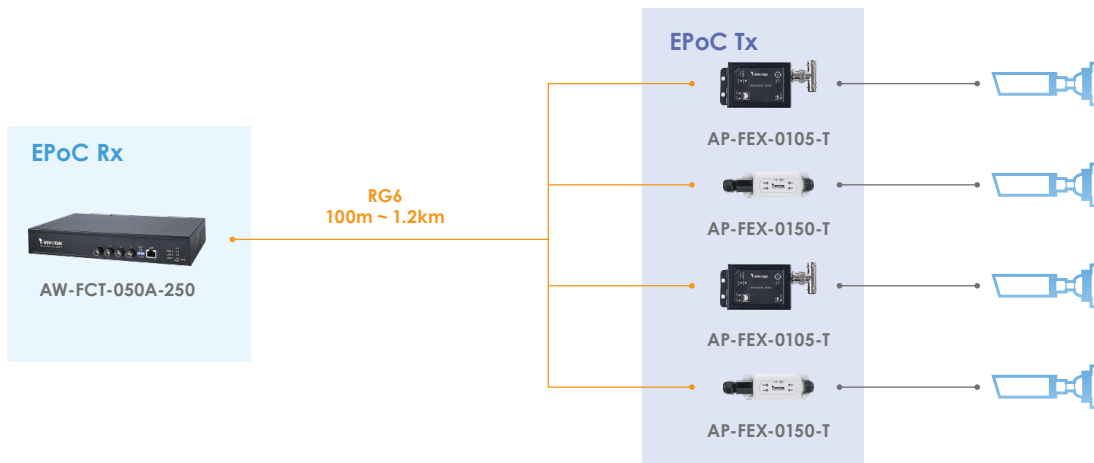 EPoC Tx
AP-FEX-0105-T
EPoC Rx
VIVOTEK
AW-FCT-050A-250
RG6
100m ~ 1.2km
AP-FEX-0150-T
AP-FEX-0105-T
AP-FEX-0150-T